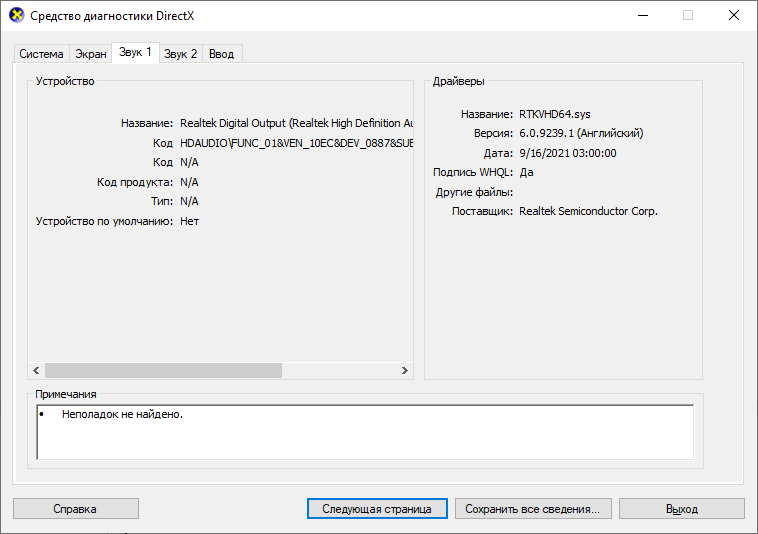 Средство диагностики DirectX
Система Экран Звук 1 Звук 2 Ввод
Устройство
Название: Realtek Digital Output (Realtek High Definition Au
Код HDAUDIO\FUNC_01&VEN_10EC&DEV_0887&SUB
Код N/A
Код продукта: N/A
Тип: N/A
Устройство по умолчанию: Нет
Драйверы
Название: RTKVHD64.sys
Версия: 6.0.9239.1 (Английский)
Дата: 9/16/2021 03:00:00
Подпись WHQL: Да
Другие файлы:
Поставщик: Realtek Semiconductor Corp.
Примечания
• Неполадок не найдено.
Справка Следующая страница Сохранить все сведения... Выход